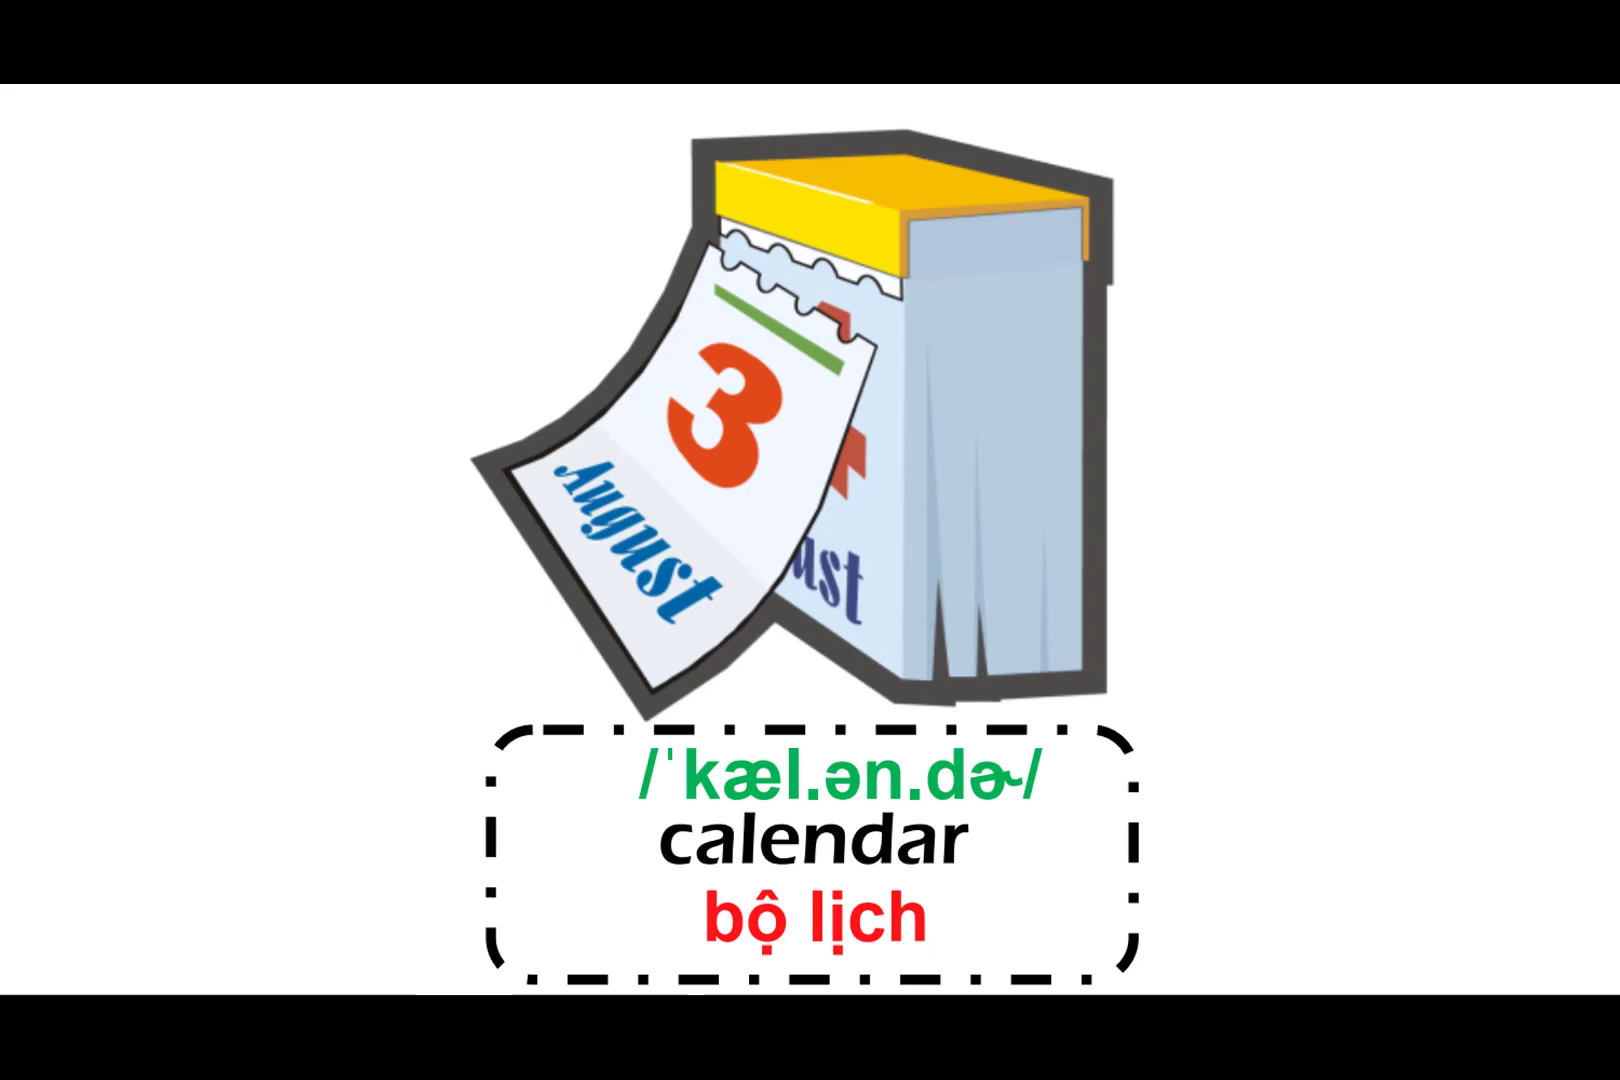 3
August
ust
/ˈkæl.ən.dɚ/
calendar
bộ lịch